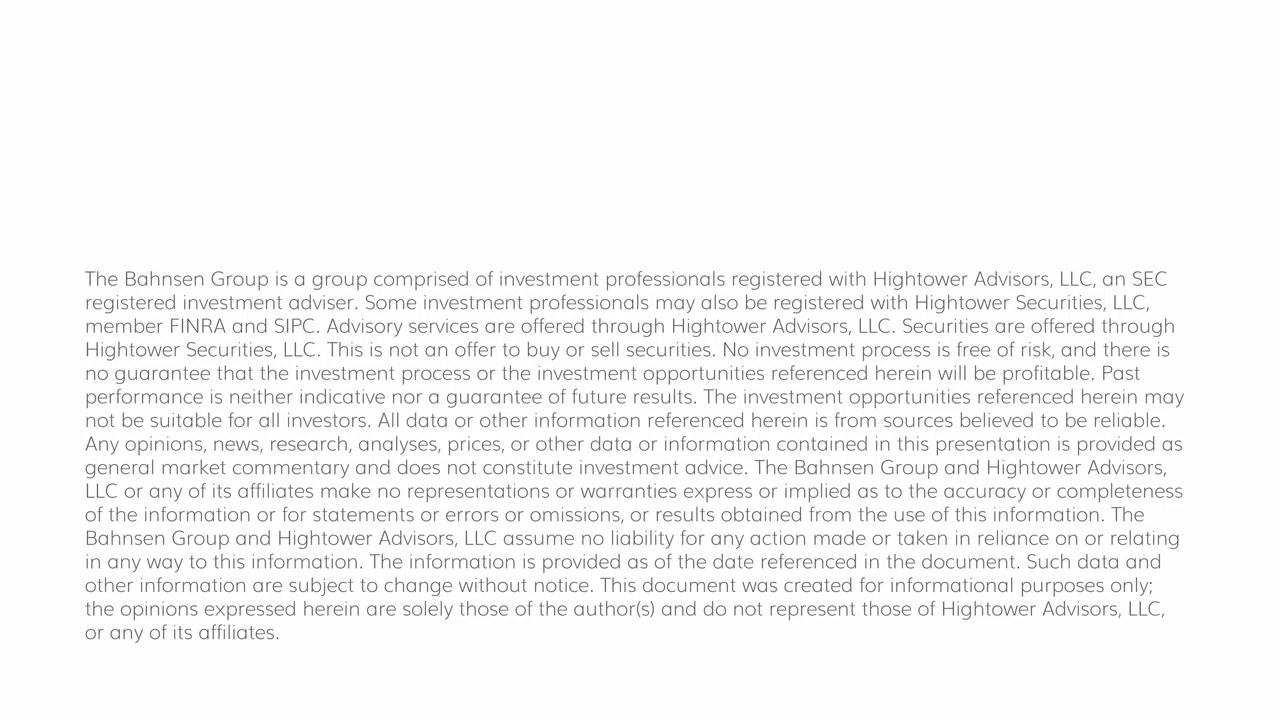 The Bahnsen Group is a group comprised of investment professionals registered with Hightower Advisors, LLC, an SEC
registered investment adviser. Some investment professionals may also be registered with Hightower Securities, LLC,
member FINRA and SIPC. Advisory services are offered through Hightower Advisors, LLC. Securities are offered through
Hightower Securities, LLC. This is not an offer to buy or sell securities. No investment process is free of risk, and there is
no guarantee that the investment process or the investment opportunities referenced herein will be profitable. Past
performance is neither indicative nor a guarantee of future results. The investment opportunities referenced herein may
not be suitable for all investors. All data or other information referenced herein is from sources believed to be reliable.
Any opinions, news, research, analyses, prices, or other data or information contained in this presentation is provided as
general market commentary and does not constitute investment advice. The Bahnsen Group and Hightower Advisors,
LLC or any of its affiliates make no representations or warranties express or implied as to the accuracy or completeness
of the information or for statements or errors or omissions, or results obtained from the use of this information. The
Bahnsen Group and Hightower Advisors, LLC assume no liability for any action made or taken in reliance on or relating
in any way to this information. The information is provided as of the date referenced in the document. Such data and
other information are subject to change without notice. This document was created for informational purposes only;
the opinions expressed herein are solely those of the author(s) and do not represent those of Hightower Advisors, LLC,
or any of its affiliates.